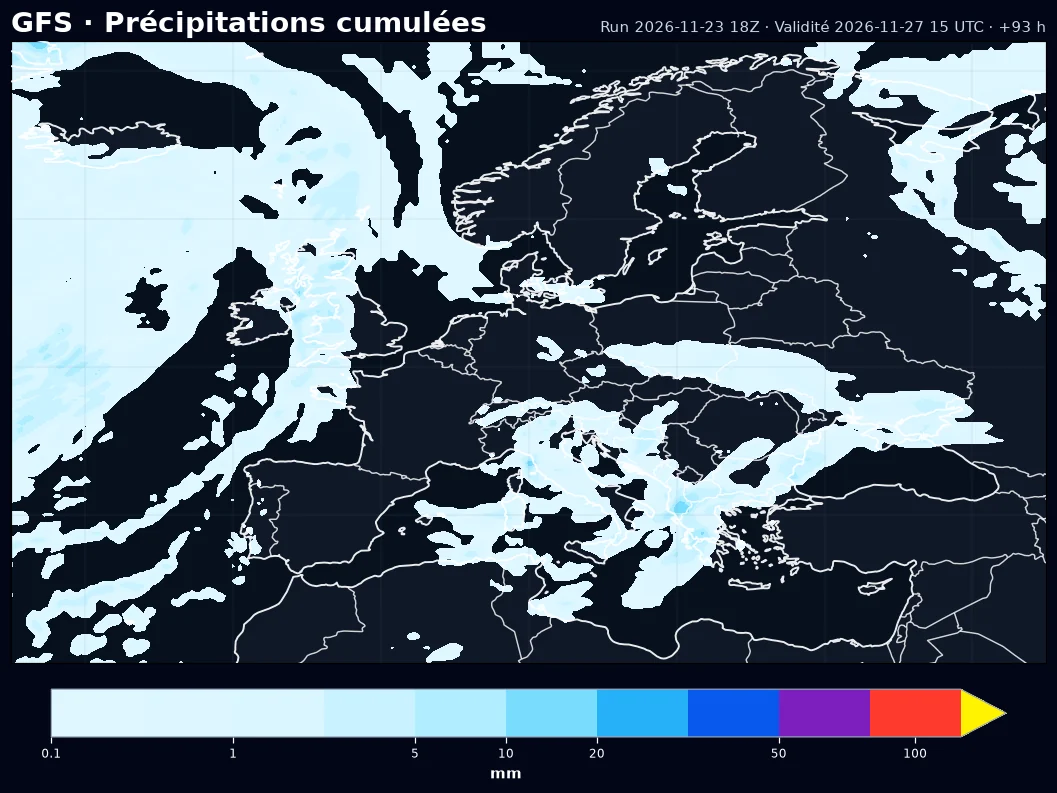 GFS · Précipitations cumulées
Run 2026-11-23 18Z · Validité 2026-11-27 15 UTC · +93 h
0.1 1 5 10 20 50 100
mm